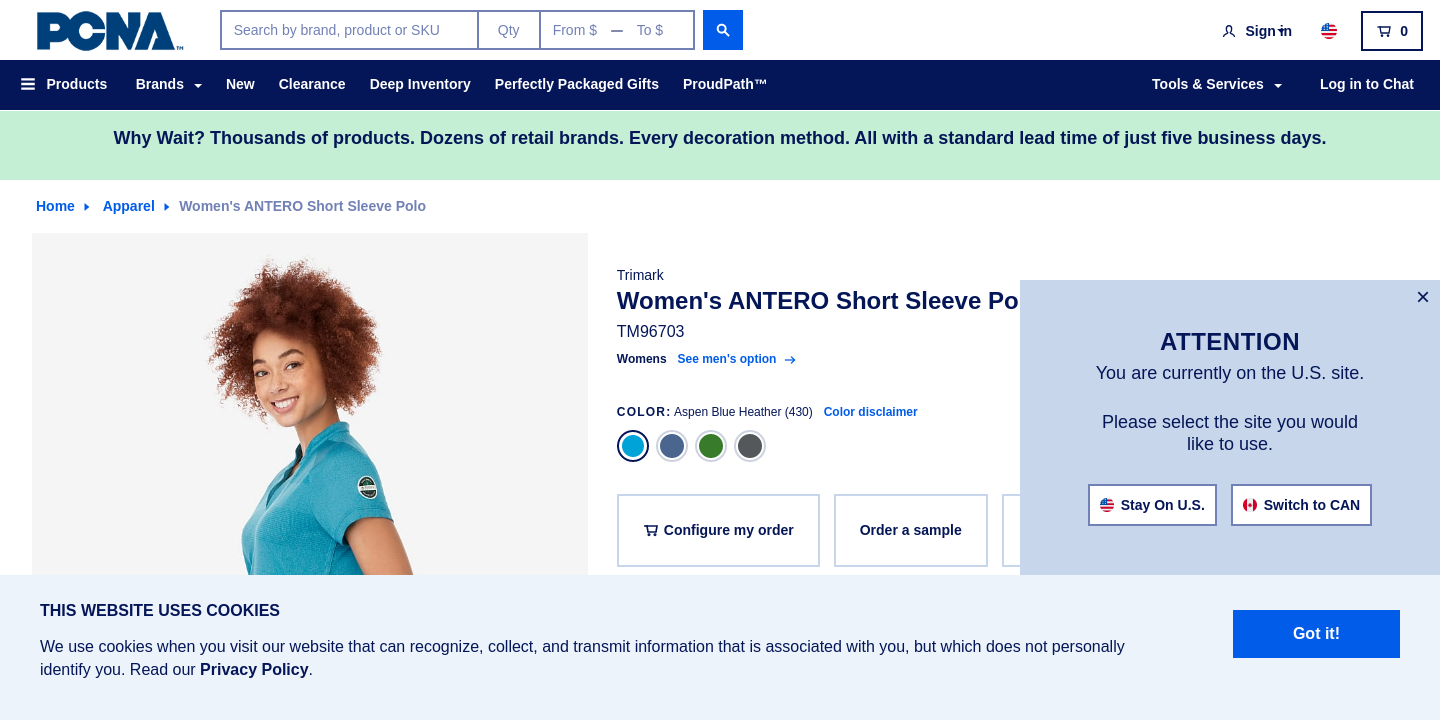 PCNA™
Search by brand, product or SKU
Qty
From $ — To $
Sign in
0
Products
Brands
New
Clearance
Deep Inventory
Perfectly Packaged Gifts
ProudPath™
Tools & Services
Log in to Chat
Why Wait? Thousands of products. Dozens of retail brands. Every decoration method. All with a standard lead time of just five business days.
Home
Apparel
Women's ANTERO Short Sleeve Polo
Trimark
Women's ANTERO Short Sleeve Po
TM96703
Womens See men's option
COLOR: Aspen Blue Heather (430) Color disclaimer
Configure my order
Order a sample
×
ATTENTION
You are currently on the U.S. site.
Please select the site you would
like to use.
Stay On U.S.
Switch to CAN
THIS WEBSITE USES COOKIES
We use cookies when you visit our website that can recognize, collect, and transmit information that is associated with you, but which does not personally
identify you. Read our Privacy Policy.
Got it!